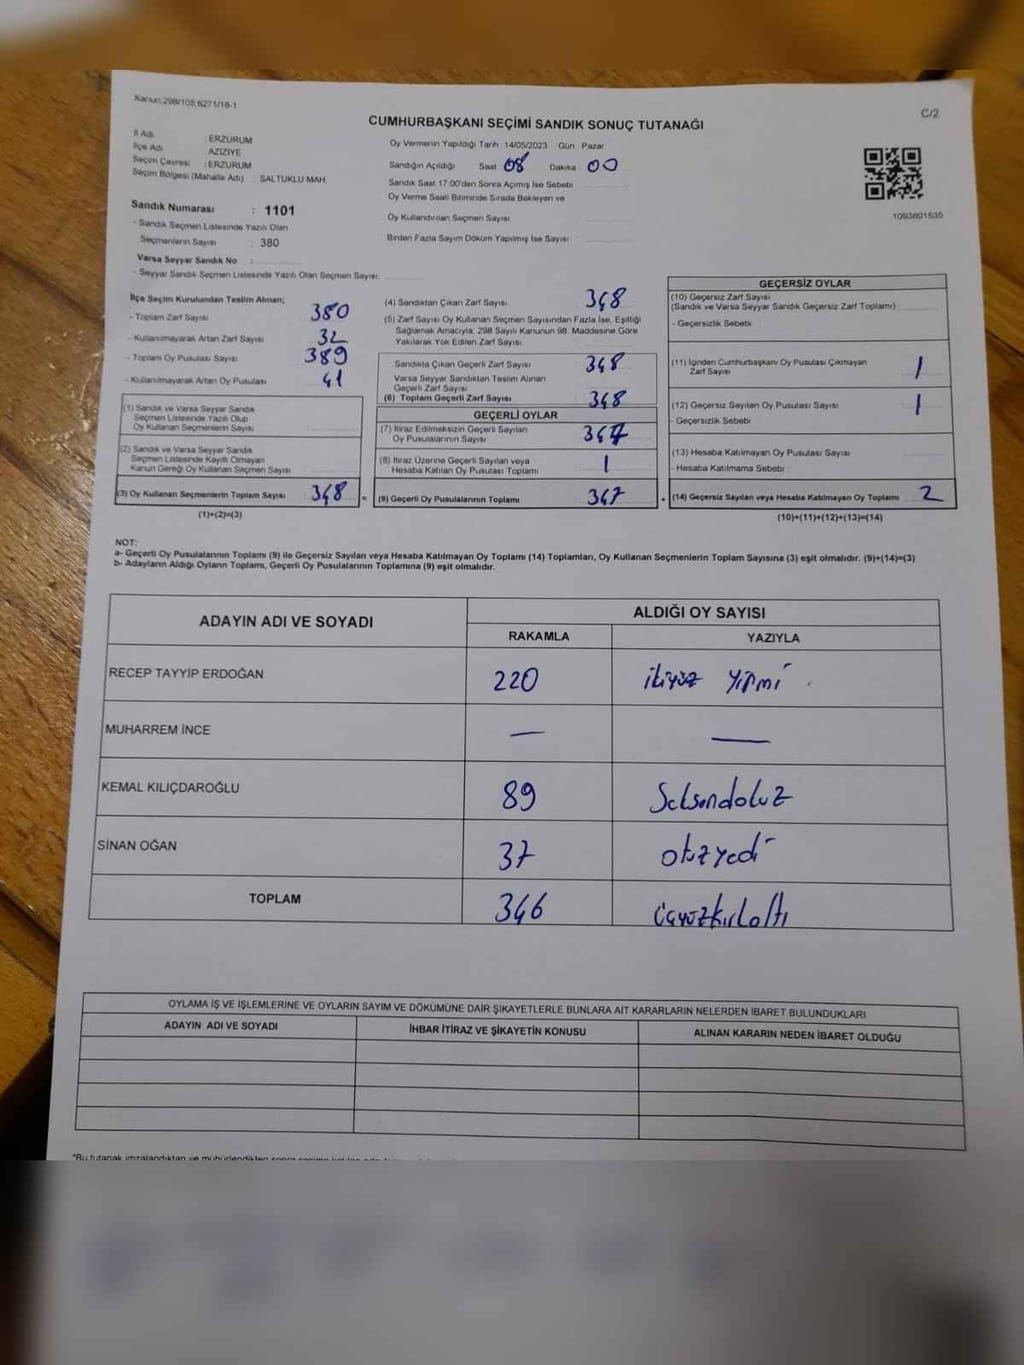 Kanun:298/105;6271/18-1
C/2
CUMHURBAŞKANI SEÇİMİ SANDIK SONUÇ TUTANAĞI
İl Adı : ERZURUM
İlçe Adı : AZİZİYE
Seçim Çevresi : ERZURUM
Seçim Bölgesi (Mahalle Adı) SALTUKLU MAH.
Sandık Numarası : 1101
- Sandık Seçmen Listesinde Yazılı Olan
Seçmenlerin Sayısı : 380
Varsa Seyyar Sandık No :
- Seyyar Sandık Seçmen Listesinde Yazılı Olan Seçmen Sayısı:
Oy Vermenin Yapıldığı Tarih 14/05/2023 Gün Pazar
Sandığın Açıldığı Saat 08 Dakika 00
Sandık Saat 17:00'den Sonra Açımış İse Sebebi
Oy Verme Saati Bitiminde Sırada Bekleyen ve
Oy Kullandırılan Seçmen Sayısı
Birden Fazla Sayım Döküm Yapılmış İse Sayısı
1093601535
İlçe Seçim Kurulundan Teslim Alınan;
- Toplam Zarf Sayısı 380
- Kullanılmayarak Artan Zarf Sayısı 32
- Toplam Oy Pusulası Sayısı 389
- Kullanılmayarak Artan Oy Pusulası 41
(1) Sandık ve Varsa Seyyar Sandık
Seçmen Listesinde Yazılı Olup
Oy Kullanan Seçmenlerin Sayısı
(2) Sandık ve Varsa Seyyar Sandık
Seçmen Listesinde Kayıtlı Olmayan
Kanun Gereği Oy Kullanan Seçmen Sayısı
(3) Oy Kullanan Seçmenlerin Toplam Sayısı 348 =
(1)+(2)=(3)
(4) Sandıktan Çıkan Zarf Sayısı 348
(5) Zarf Sayısı Oy Kullanan Seçmen Sayısından Fazla İse, Eşitliği
Sağlamak Amacıyla; 298 Sayılı Kanunun 98. Maddesine Göre
Yakılarak Yok Edilen Zarf Sayısı
Sandıkta Çıkan Geçerli Zarf Sayısı 348
Varsa Seyyar Sandıktan Teslim Alınan
Geçerli Zarf Sayısı
(6) Toplam Geçerli Zarf Sayısı 348
GEÇERLİ OYLAR
(7) İtiraz Edilmeksizin Geçerli Sayılan
Oy Pusulalarının Sayısı 347
(8) İtiraz Üzerine Geçerli Sayılan veya
Hesaba Katılan Oy Pusulası Toplamı 1
(9) Geçerli Oy Pusulalarının Toplamı 347 +
GEÇERSİZ OYLAR
(10) Geçersiz Zarf Sayısı
(Sandık ve Varsa Seyyar Sandık Geçersiz Zarf Toplamı) :
- Geçersizlik Sebebi
(11) İçinden Cumhurbaşkanı Oy Pusulası Çıkmayan
Zarf Sayısı 1
(12) Geçersiz Sayılan Oy Pusulası Sayısı 1
- Geçersizlik Sebebi
(13) Hesaba Katılmayan Oy Pusulası Sayısı
- Hesaba Katılmama Sebebi
(14) Geçersiz Sayılan veya Hesaba Katılmayan Oy Toplamı 2
(10)+(11)+(12)+(13)=(14)
NOT:
a- Geçerli Oy Pusulalarının Toplamı (9) ile Geçersiz Sayılan veya Hesaba Katılmayan Oy Toplamı (14) Toplamları, Oy Kullanan Seçmenlerin Toplam Sayısına (3) eşit olmalıdır. (9)+(14)=(3)
b- Adayların Aldığı Oyların Toplamı, Geçerli Oy Pusulalarının Toplamına (9) eşit olmalıdır.
ADAYIN ADI VE SOYADI ALDIĞI OY SAYISI
RAKAMLA YAZIYLA
RECEP TAYYİP ERDOĞAN 220 ikiyüz yirmi
MUHARREM İNCE — —
KEMAL KILIÇDAROĞLU 89 Seksendokuz
SİNAN OĞAN 37 otuzyedi
TOPLAM 346 üçyüzkırkaltı
OYLAMA İŞ VE İŞLEMLERİNE VE OYLARIN SAYIM VE DÖKÜMÜNE DAİR ŞİKAYETLERLE BUNLARA AİT KARARLARIN NELERDEN İBARET BULUNDUKLARI
ADAYIN ADI VE SOYADI İHBAR İTİRAZ VE ŞİKAYETİN KONUSU ALINAN KARARIN NEDEN İBARET OLDUĞU
*Bu tutanak imzalandıktan ve mühürlendikten sonra